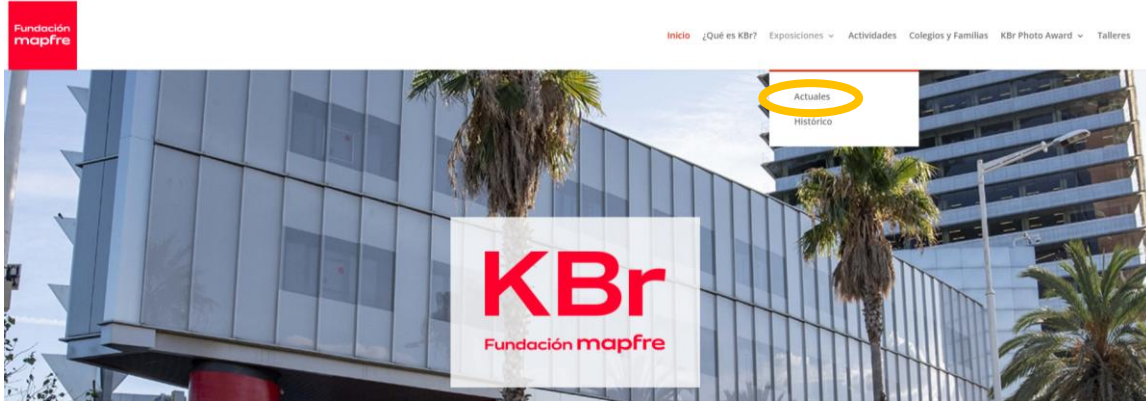 Fundación
mapfre
Inicio ¿Qué es KBr? Exposiciones Actividades Colegios y Familias KBr Photo Award Talleres
Actuales
Histórico
KBr
Fundación mapfre